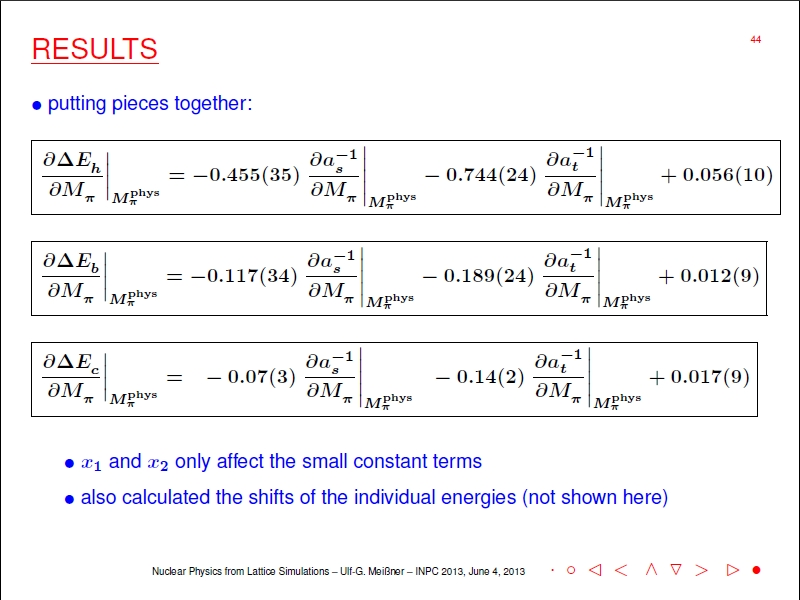 44
RESULTS
• putting pieces together:
∂ΔE_h/∂M_π |_{M_π^phys} = −0.455(35) ∂a_s^{−1}/∂M_π |_{M_π^phys} − 0.744(24) ∂a_t^{−1}/∂M_π |_{M_π^phys} + 0.056(10)
∂ΔE_b/∂M_π |_{M_π^phys} = −0.117(34) ∂a_s^{−1}/∂M_π |_{M_π^phys} − 0.189(24) ∂a_t^{−1}/∂M_π |_{M_π^phys} + 0.012(9)
∂ΔE_c/∂M_π |_{M_π^phys} = − 0.07(3) ∂a_s^{−1}/∂M_π |_{M_π^phys} − 0.14(2) ∂a_t^{−1}/∂M_π |_{M_π^phys} + 0.017(9)
• x_1 and x_2 only affect the small constant terms
• also calculated the shifts of the individual energies (not shown here)
Nuclear Physics from Lattice Simulations – Ulf-G. Meißner – INPC 2013, June 4, 2013